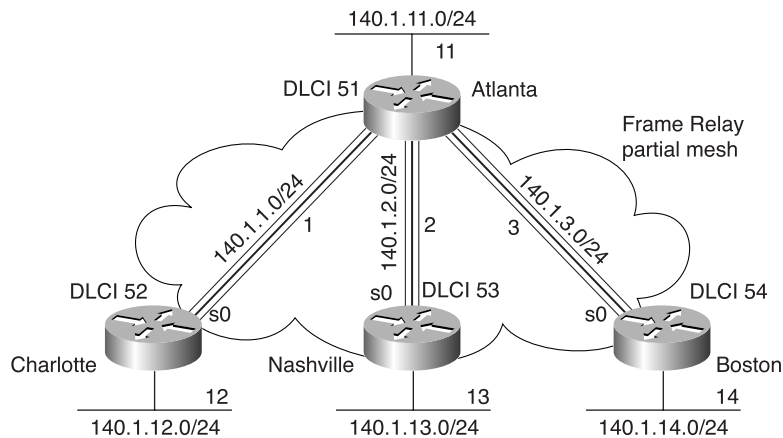 140.1.11.0/24
11
DLCI 51
Atlanta
Frame Relay
partial mesh
140.1.1.0/24
1
140.1.2.0/24
2
140.1.3.0/24
3
DLCI 52
s0
s0
DLCI 53
s0
DLCI 54
Charlotte
Nashville
Boston
12
13
14
140.1.12.0/24
140.1.13.0/24
140.1.14.0/24